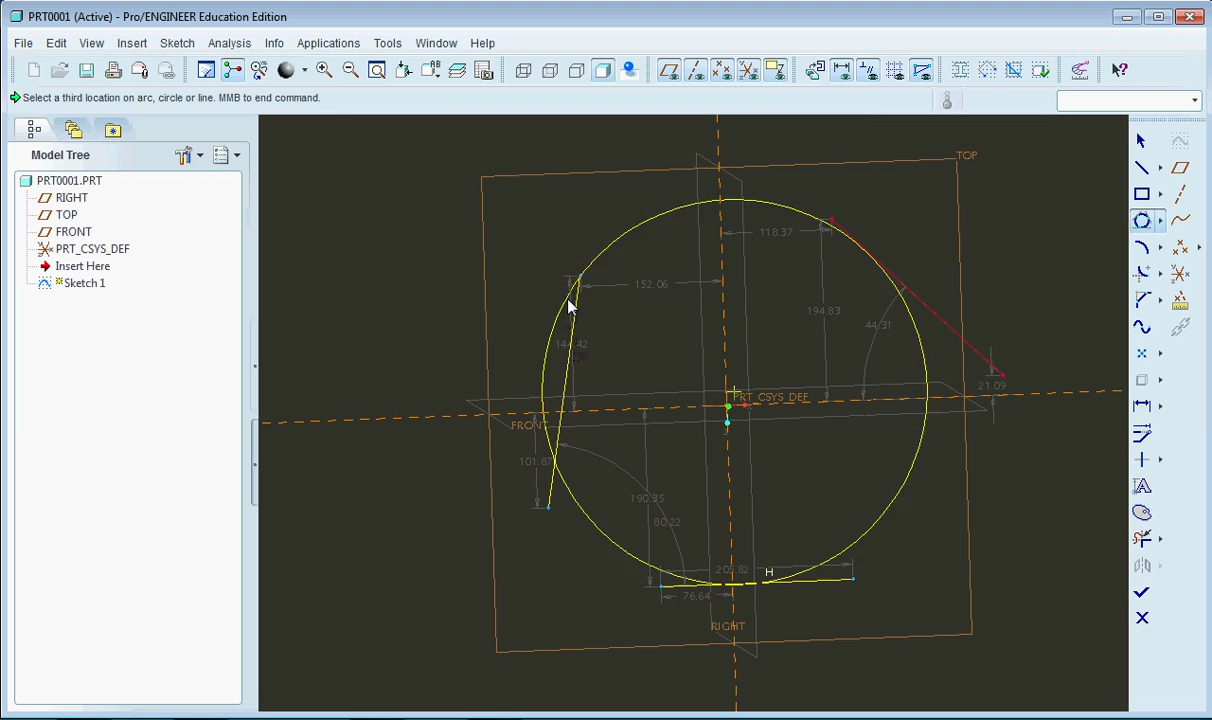 PRT0001 (Active) - Pro/ENGINEER Education Edition
File Edit View Insert Sketch Analysis Info Applications Tools Window Help
Select a third location on arc, circle or line. MMB to end command.
Model Tree
PRT0001.PRT
RIGHT
TOP
FRONT
PRT_CSYS_DEF
Insert Here
Sketch 1
TOP
118.37
152.06
194.83
44.31
21.09
PRT_CSYS_DEF
FRONT
101.87
190.35
80.22
H
205.82
76.64
RIGHT